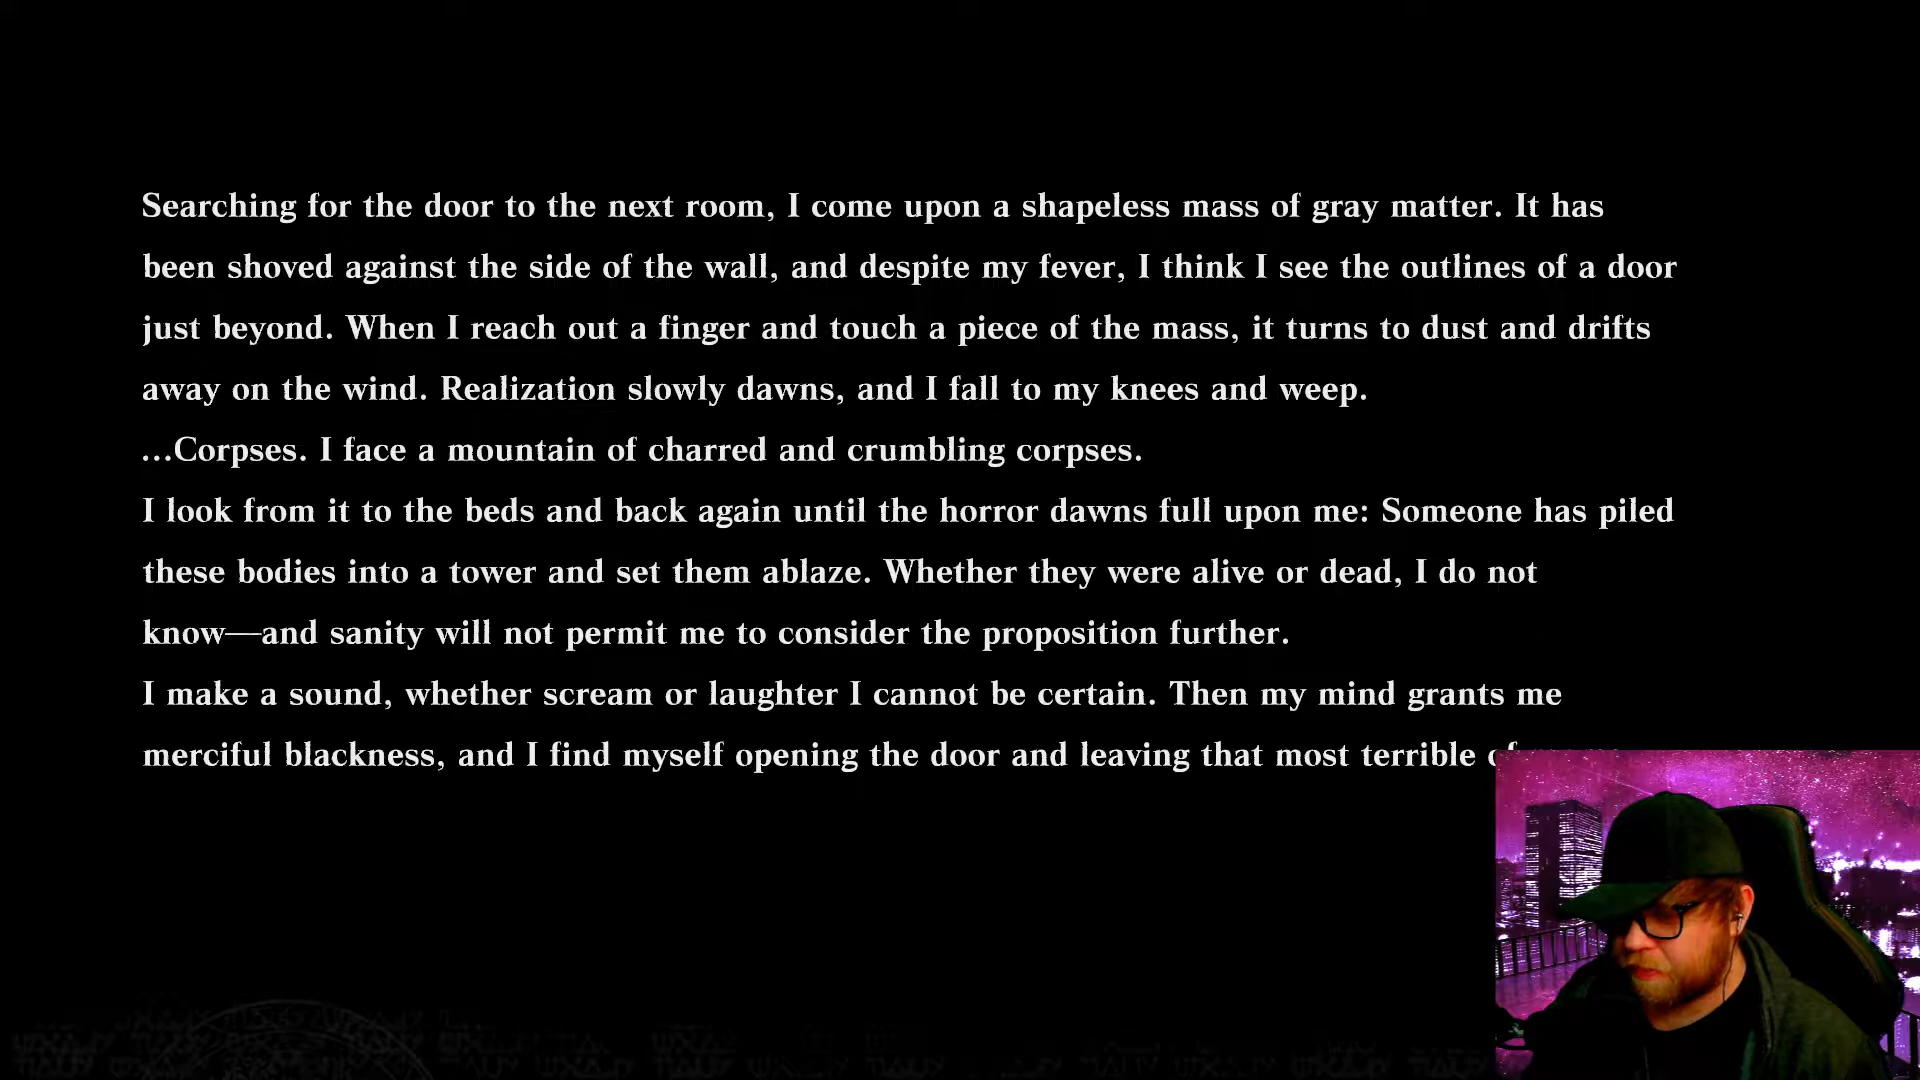 Searching for the door to the next room, I come upon a shapeless mass of gray matter. It has
been shoved against the side of the wall, and despite my fever, I think I see the outlines of a door
just beyond. When I reach out a finger and touch a piece of the mass, it turns to dust and drifts
away on the wind. Realization slowly dawns, and I fall to my knees and weep.
...Corpses. I face a mountain of charred and crumbling corpses.
I look from it to the beds and back again until the horror dawns full upon me: Someone has piled
these bodies into a tower and set them ablaze. Whether they were alive or dead, I do not
know—and sanity will not permit me to consider the proposition further.
I make a sound, whether scream or laughter I cannot be certain. Then my mind grants me
merciful blackness, and I find myself opening the door and leaving that most terrible